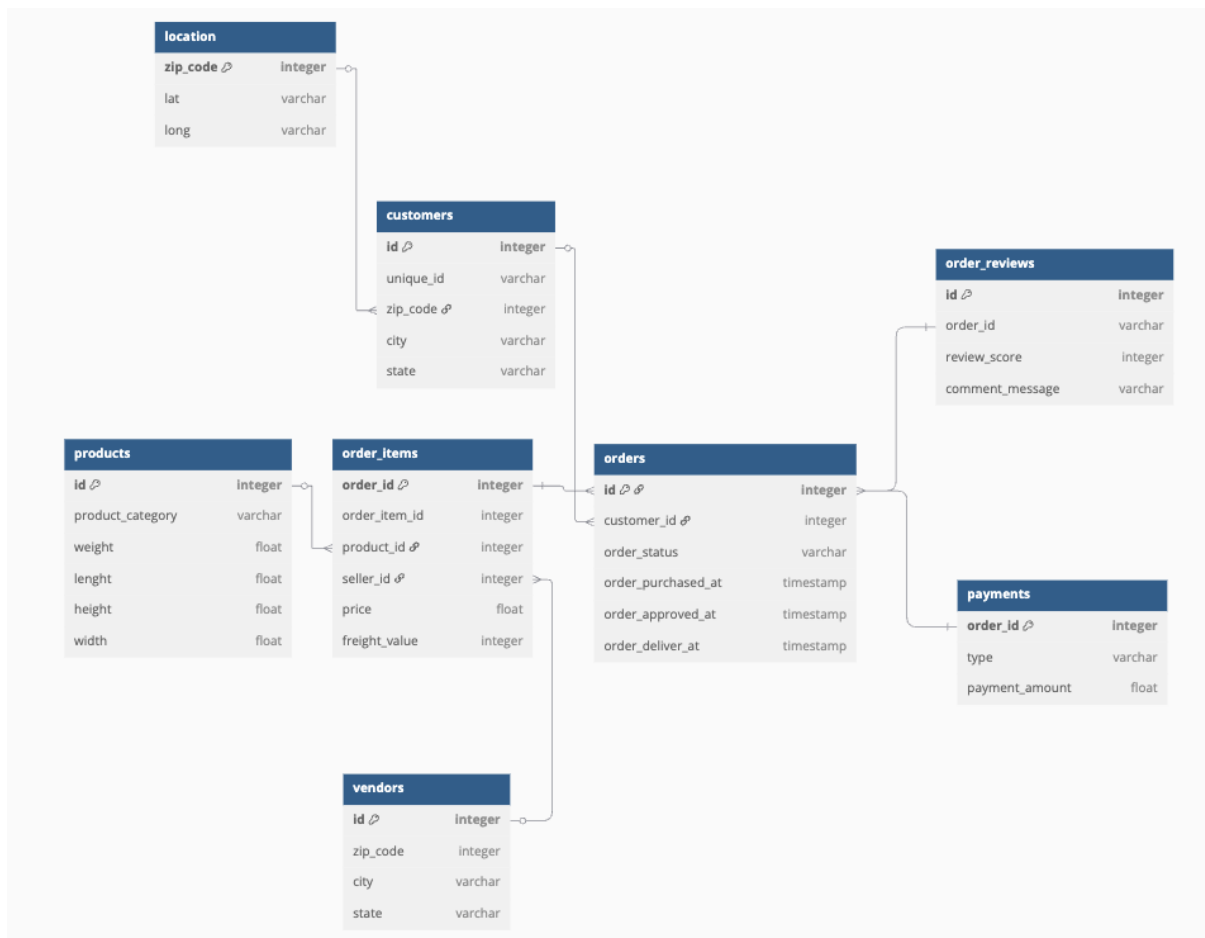 location
zip_code integer
lat varchar
long varchar
customers
id integer
unique_id varchar
zip_code integer
city varchar
state varchar
order_reviews
id integer
order_id varchar
review_score integer
comment_message varchar
products
id integer
product_category varchar
weight float
lenght float
height float
width float
order_items
order_id integer
order_item_id integer
product_id integer
seller_id integer
price float
freight_value integer
orders
id integer
customer_id integer
order_status varchar
order_purchased_at timestamp
order_approved_at timestamp
order_deliver_at timestamp
payments
order_id integer
type varchar
payment_amount float
vendors
id integer
zip_code integer
city varchar
state varchar